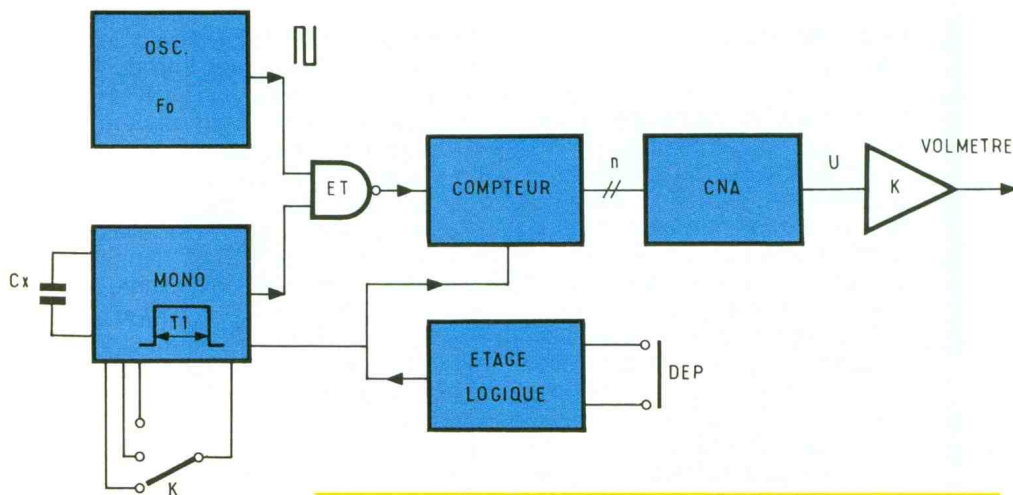 OSC.
Fo
ET
COMPTEUR
n
CNA
U
K
VOLMETRE
Cx
MONO
T1
ETAGE
LOGIQUE
DEP
K